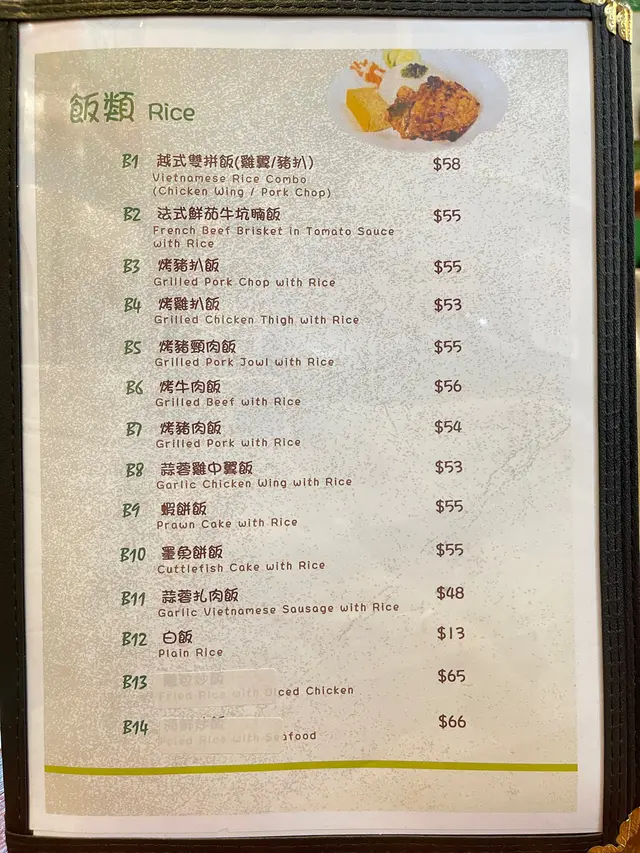 飯類 Rice
B1 越式雙拼飯(雞翼/豬扒) $58
Vietnamese Rice Combo
(Chicken Wing / Pork Chop)
B2 法式鮮茄牛坑腩飯 $55
French Beef Brisket in Tomato Sauce
with Rice
B3 烤豬扒飯 $55
Grilled Pork Chop with Rice
B4 烤雞扒飯 $53
Grilled Chicken Thigh with Rice
B5 烤豬頸肉飯 $55
Grilled Pork Jowl with Rice
B6 烤牛肉飯 $56
Grilled Beef with Rice
B7 烤豬肉飯 $54
Grilled Pork with Rice
B8 蒜蓉雞中翼飯 $53
Garlic Chicken Wing with Rice
B9 蝦餅飯 $55
Prawn Cake with Rice
B10 墨魚餅飯 $55
Cuttlefish Cake with Rice
B11 蒜蓉扎肉飯 $48
Garlic Vietnamese Sausage with Rice
B12 白飯 $13
Plain Rice
B13 $65
Fried Rice with Diced Chicken
B14 $66
Fried Rice with Seafood